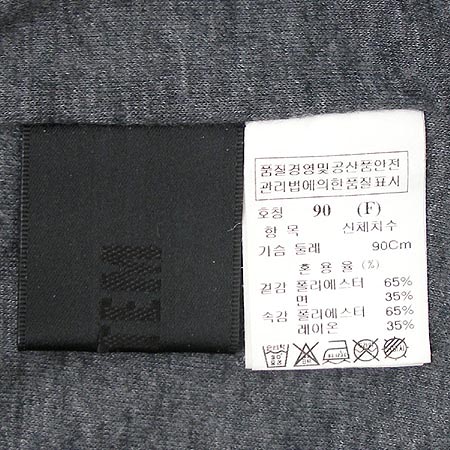 품질경영및공산품안전
관리법에의한품질표시
호칭 90 (F)
항 목 신체치수
가슴 둘레 90Cm
혼 용 율 (%)
겉감 폴리에스터 65%
면 35%
속감 폴리에스터 65%
레이온 35%